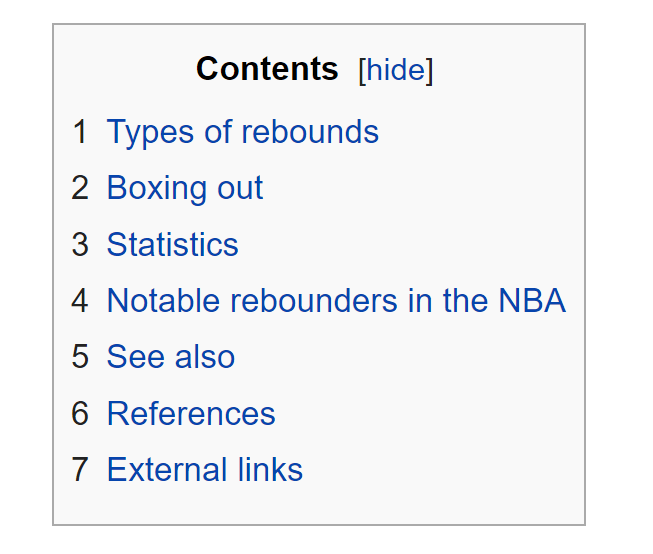 Contents [hide]
1 Types of rebounds
2 Boxing out
3 Statistics
4 Notable rebounders in the NBA
5 See also
6 References
7 External links